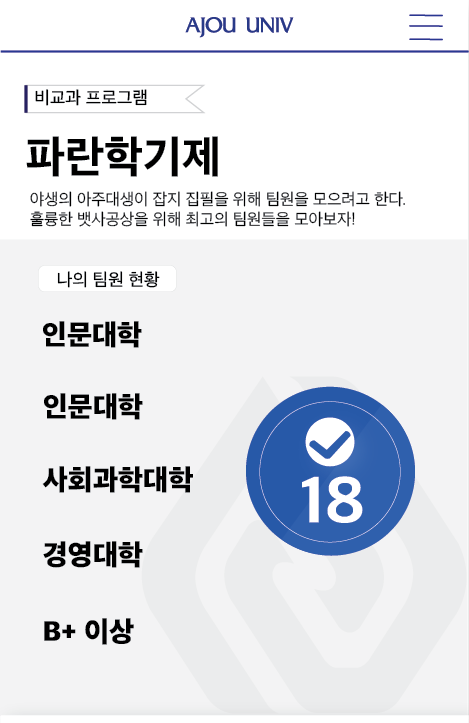 AJOU UNIV
비교과 프로그램
파란학기제
야생의 아주대생이 잡지 집필을 위해 팀원을 모으려고 한다.
훌륭한 뱃사공상을 위해 최고의 팀원들을 모아보자!
나의 팀원 현황
인문대학
인문대학
사회과학대학
18
경영대학
B+ 이상